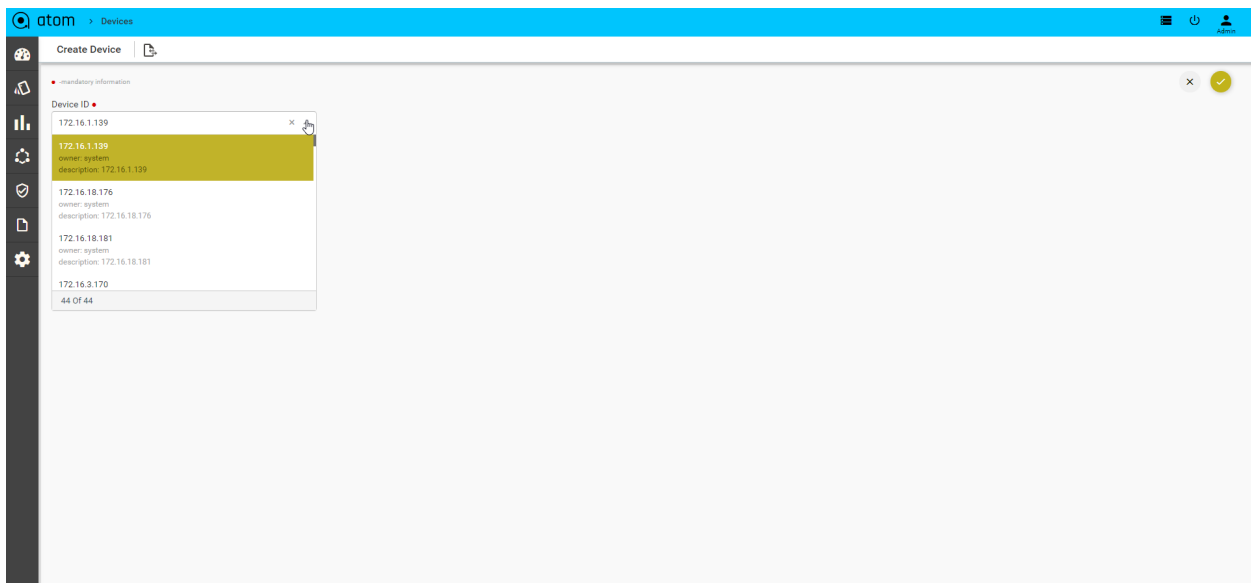 atom > Devices
Admin
Create Device
-mandatory information
Device ID
172.16.1.139
172.16.1.139
owner: system
description: 172.16.1.139
172.16.18.176
owner: system
description: 172.16.18.176
172.16.18.181
owner: system
description: 172.16.18.181
172.16.3.170
44 Of 44